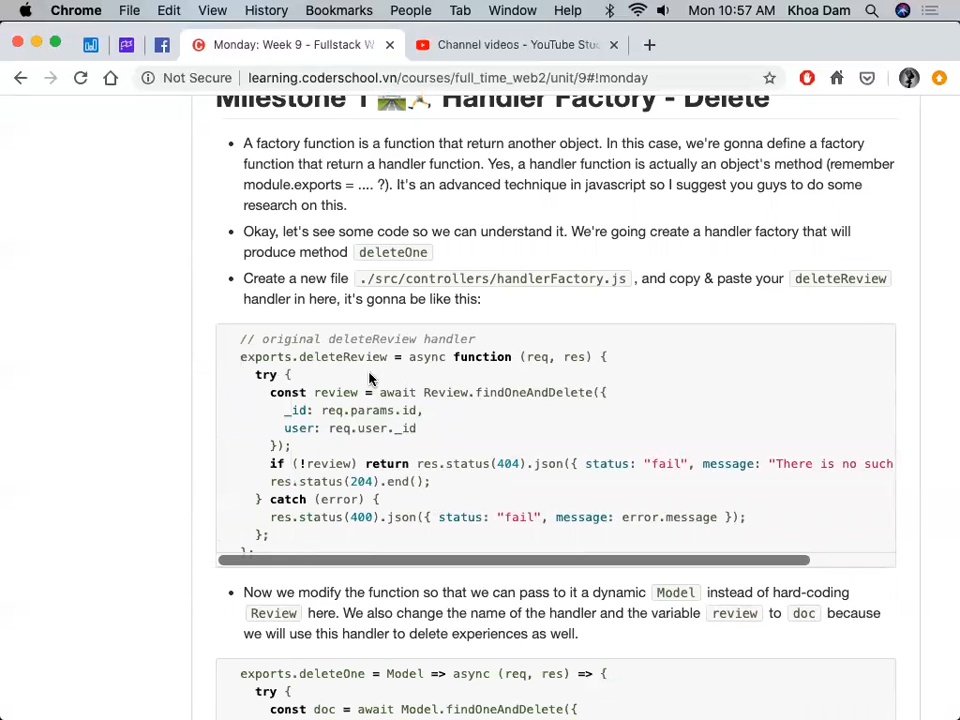 Chrome File Edit View History Bookmarks People Tab Window Help Mon 10:57 AM Khoa Dam
Monday: Week 9 - Fullstack W Channel videos - YouTube Stu
Not Secure learning.coderschool.vn/courses/full_time_web2/unit/9#!monday
Milestone 1 Handler Factory - Delete
A factory function is a function that return another object. In this case, we're gonna define a factory
function that return a handler function. Yes, a handler function is actually an object's method (remember
module.exports = .... ?). It's an advanced technique in javascript so I suggest you guys to do some
research on this.
Okay, let's see some code so we can understand it. We're going create a handler factory that will
produce method deleteOne
Create a new file ./src/controllers/handlerFactory.js , and copy & paste your deleteReview
handler in here, it's gonna be like this:
// original deleteReview handler
exports.deleteReview = async function (req, res) {
try {
const review = await Review.findOneAndDelete({
_id: req.params.id,
user: req.user._id
});
if (!review) return res.status(404).json({ status: "fail", message: "There is no such
res.status(204).end();
} catch (error) {
res.status(400).json({ status: "fail", message: error.message });
};
};
Now we modify the function so that we can pass to it a dynamic Model instead of hard-coding
Review here. We also change the name of the handler and the variable review to doc because
we will use this handler to delete experiences as well.
exports.deleteOne = Model => async (req, res) => {
try {
const doc = await Model.findOneAndDelete({